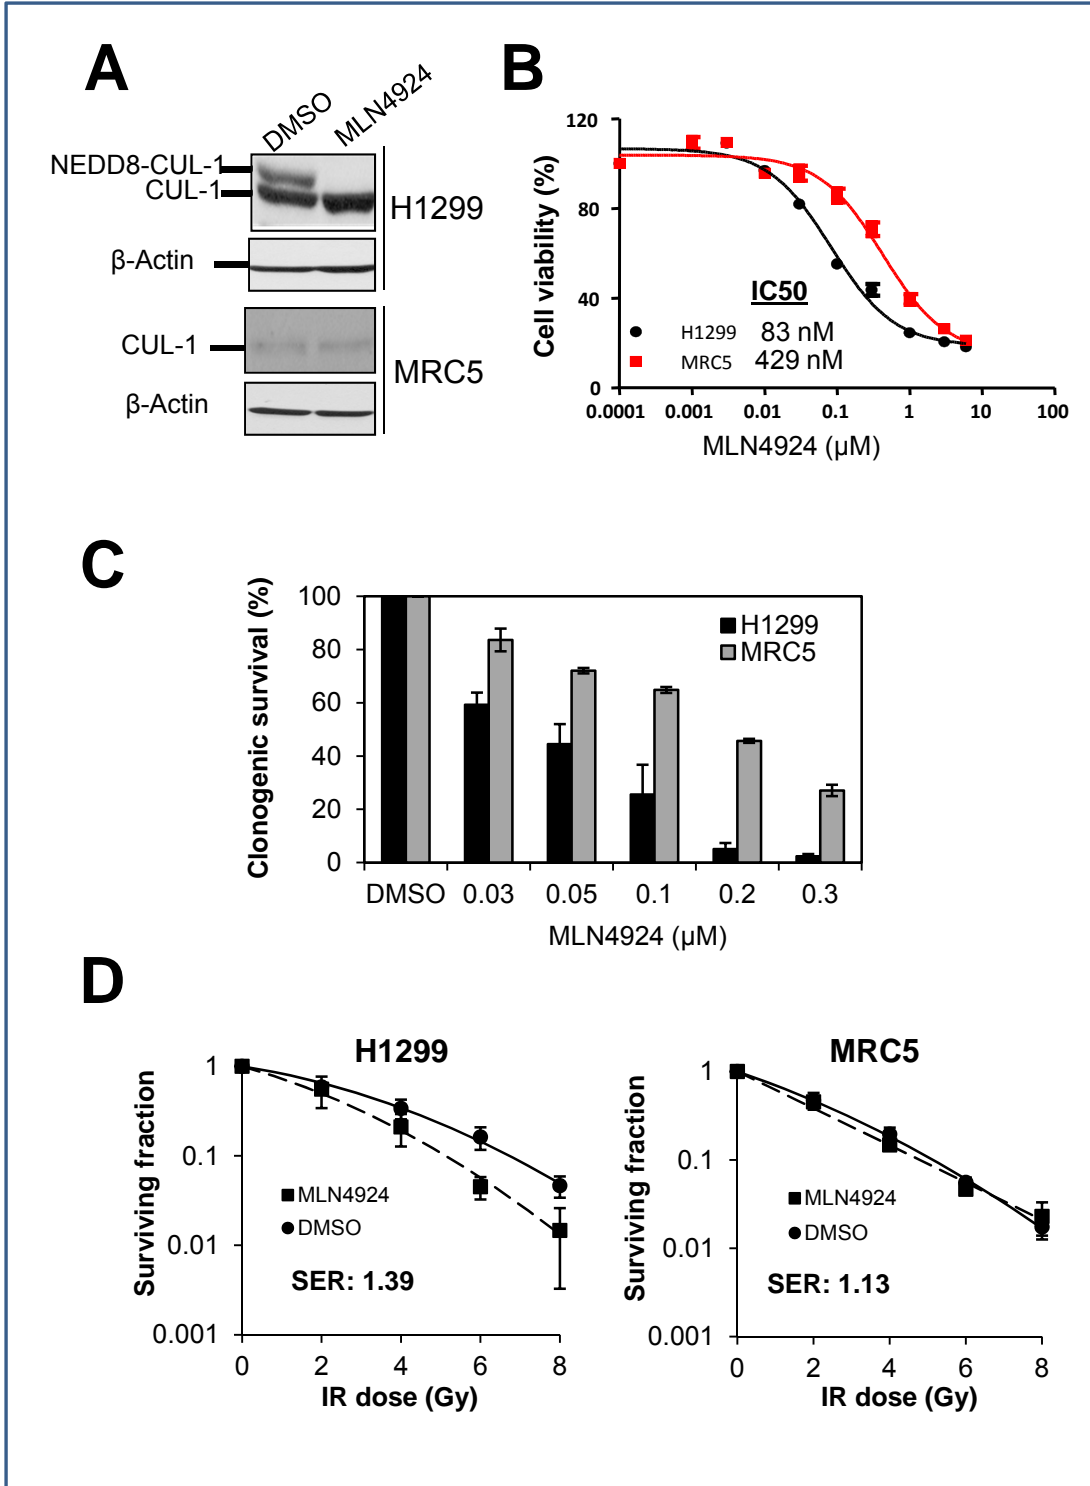 A
DMSO MLN4924
NEDD8-CUL-1
CUL-1
H1299
β-Actin
CUL-1
MRC5
β-Actin
B
Cell viability (%)
120
80
40
0
IC50
H1299 83 nM
MRC5 429 nM
0.0001 0.001 0.01 0.1 1 10 100
MLN4924 (µM)
C
Clonogenic survival (%)
100
80
60
40
20
0
H1299
MRC5
DMSO 0.03 0.05 0.1 0.2 0.3
MLN4924 (µM)
D
H1299
Surviving fraction
1
0.1
0.01
0.001
MLN4924
DMSO
SER: 1.39
0 2 4 6 8
IR dose (Gy)
MRC5
Surviving fraction
1
0.1
0.01
0.001
MLN4924
DMSO
SER: 1.13
0 2 4 6 8
IR dose (Gy)